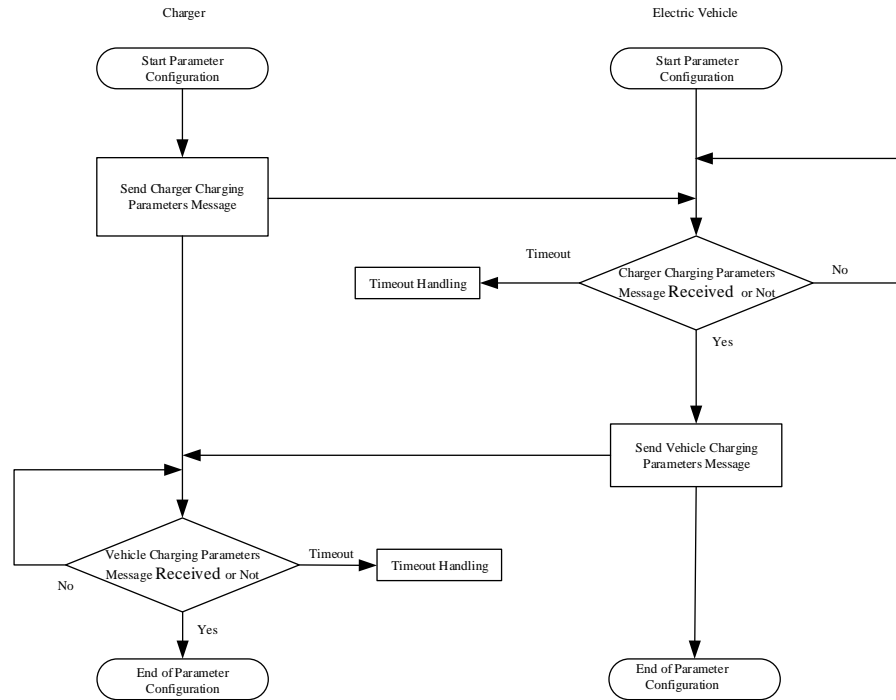 Charger
Electric Vehicle
Start Parameter
Configuration
Start Parameter
Configuration
Send Charger Charging
Parameters Message
Timeout
Timeout Handling
Charger Charging Parameters
Message Received or Not
No
Yes
Send Vehicle Charging
Parameters Message
Vehicle Charging Parameters
Message Received or Not
Timeout
Timeout Handling
No
Yes
End of Parameter
Configuration
End of Parameter
Configuration